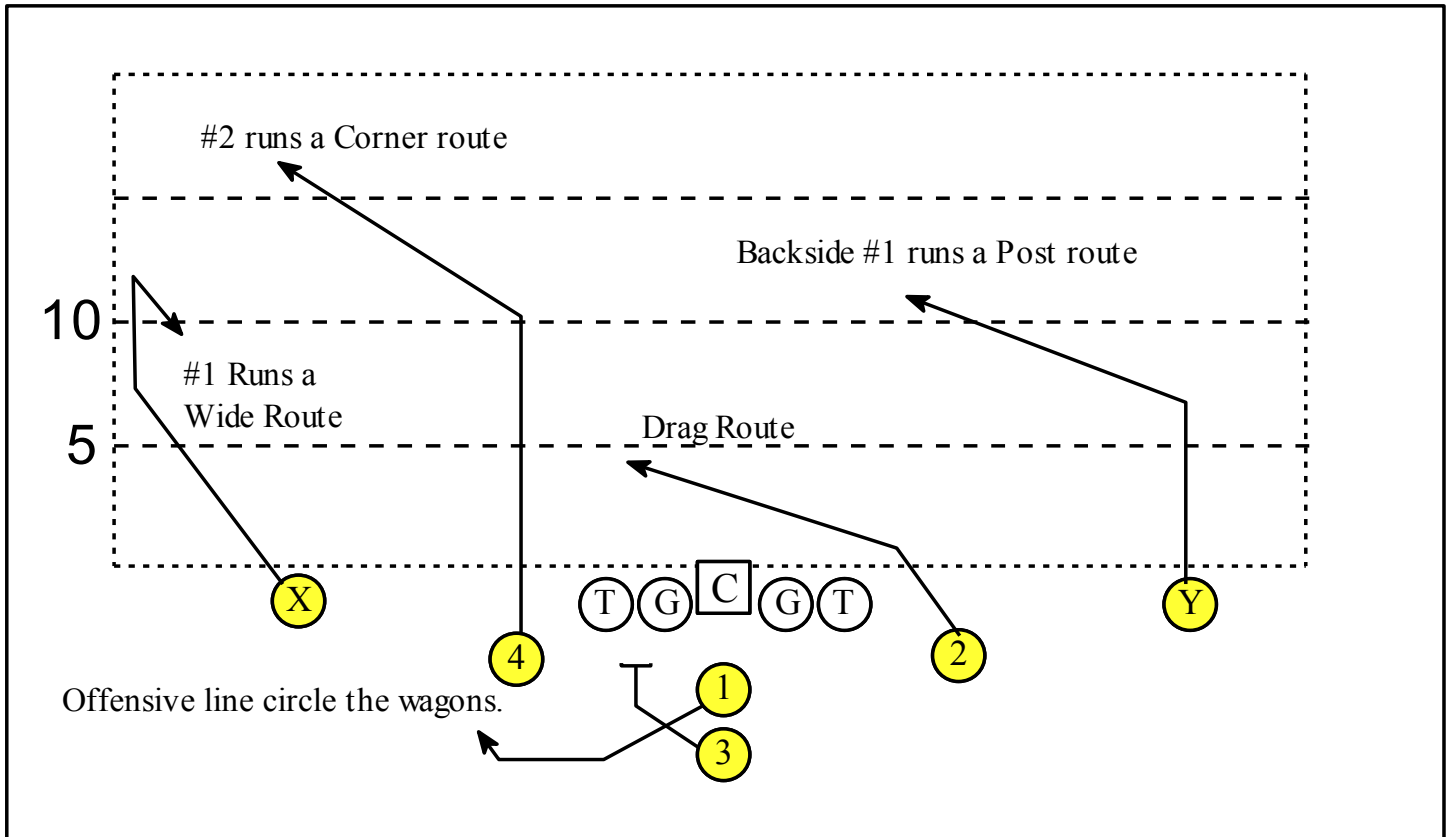 #2 runs a Corner route
Backside #1 runs a Post route
10
#1 Runs a
Wide Route
Drag Route
5
X
T
G
C
G
T
Y
4
2
1
Offensive line circle the wagons.
3